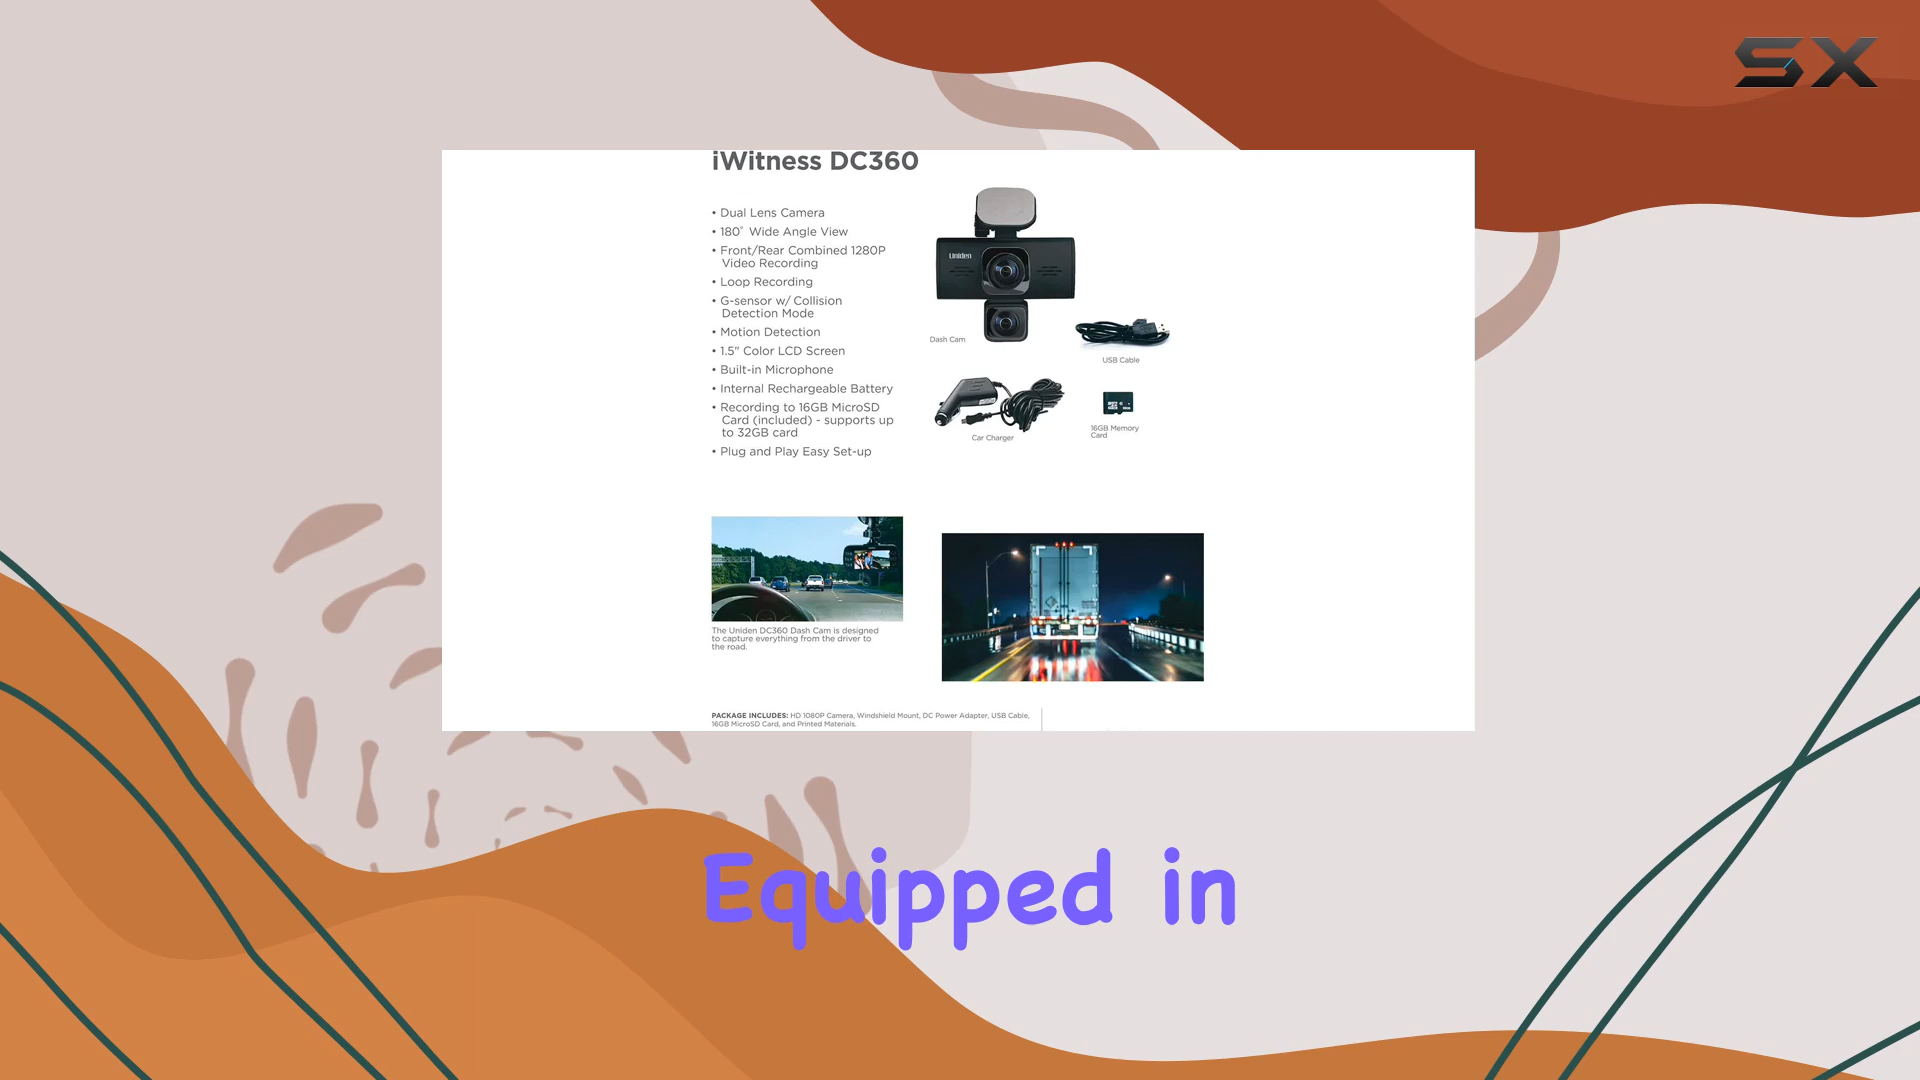 SX
iWitness DC360
• Dual Lens Camera
• 180° Wide Angle View
• Front/Rear Combined 1280P
Video Recording
• Loop Recording
• G-sensor w/ Collision
Detection Mode
• Motion Detection
• 1.5" Color LCD Screen
• Built-in Microphone
• Internal Rechargeable Battery
• Recording to 16GB MicroSD
Card (included) - supports up
to 32GB card
• Plug and Play Easy Set-up
Uniden
Dash Cam
USB Cable
Car Charger
16GB Memory
Card
The Uniden DC360 Dash Cam is designed
to capture everything from the driver to
the road.
PACKAGE INCLUDES: HD 1080P Camera, Windshield Mount, DC Power Adapter, USB Cable,
16GB MicroSD Card, and Printed Materials.
Equipped in